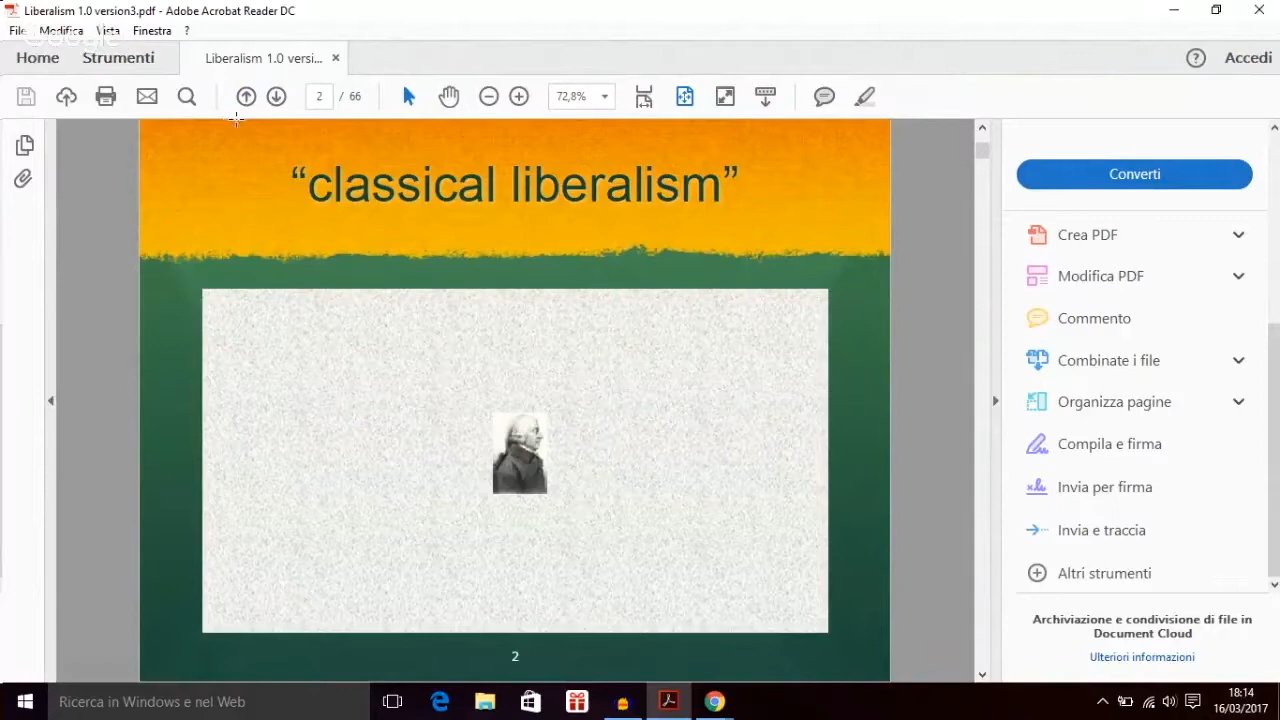 Liberalism 1.0 version3.pdf - Adobe Acrobat Reader DC
File Modifica Vista Finestra ?
Google
Home Strumenti Liberalism 1.0 versi... × Accedi
2 / 66 72,8%
“classical liberalism”
2
Converti
Crea PDF
Modifica PDF
Commento
Combinate i file
Organizza pagine
Compila e firma
Invia per firma
Invia e traccia
Altri strumenti
Archiviazione e condivisione di file in
Document Cloud
Ulteriori informazioni
Ricerca in Windows e nel Web
18:14
16/03/2017